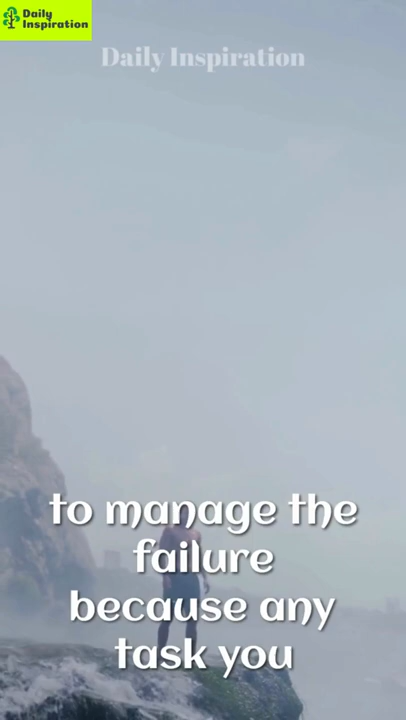 Daily
Inspiration
Daily Inspiration
to manage the
failure
because any
task you